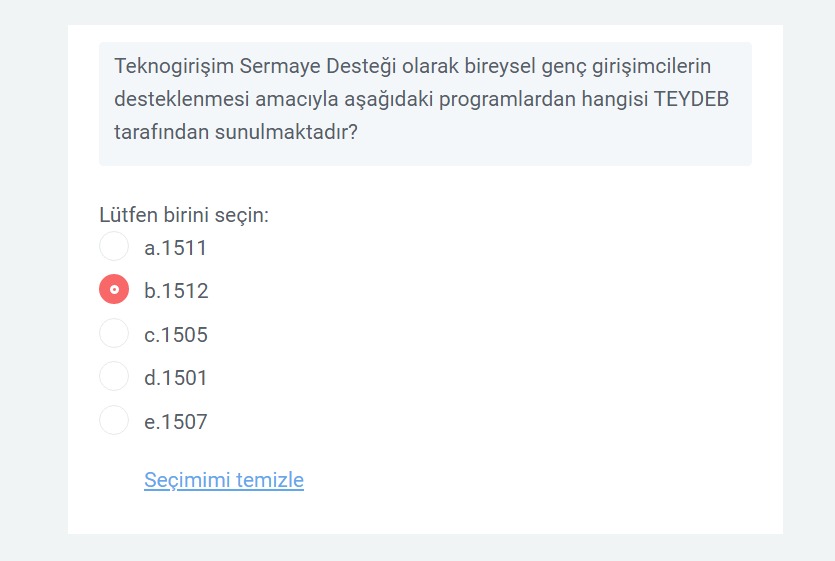 Teknogirişim Sermaye Desteği olarak bireysel genç girişimcilerin
desteklenmesi amacıyla aşağıdaki programlardan hangisi TEYDEB
tarafından sunulmaktadır?
Lütfen birini seçin:
a.1511
b.1512
c.1505
d.1501
e.1507
Seçimimi temizle